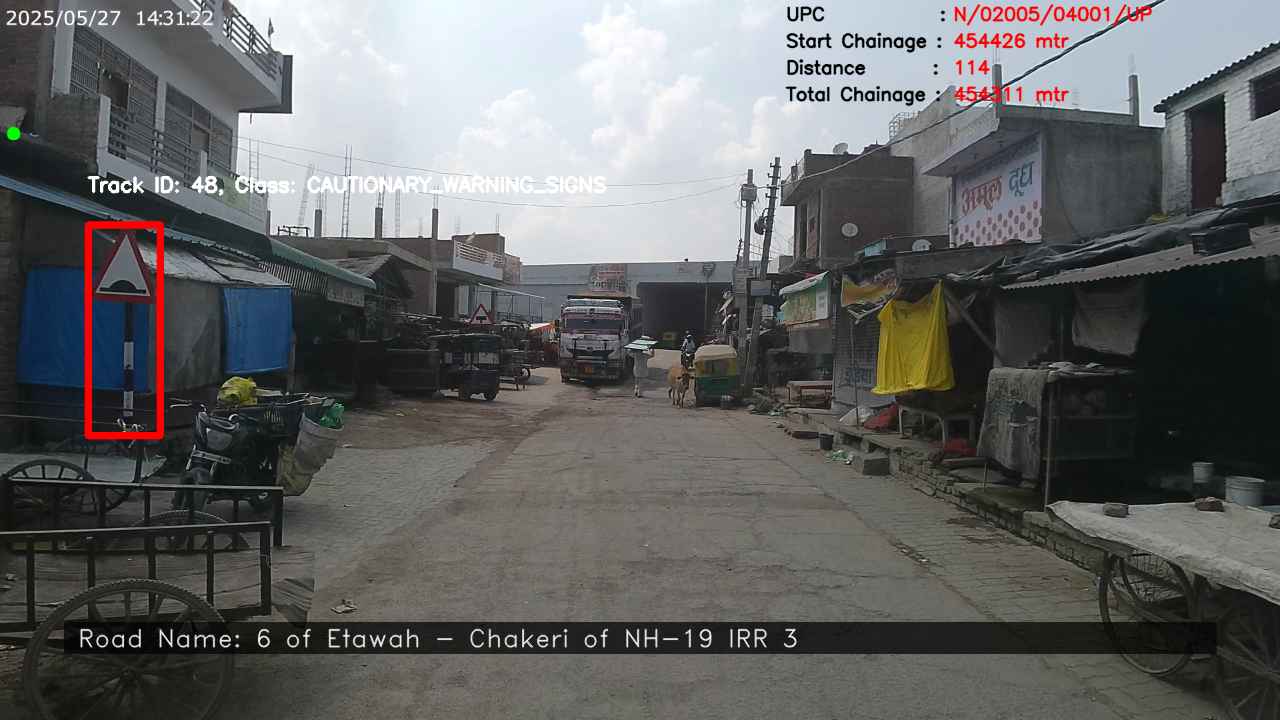 2025/05/27 14:31:22
UPC : N/02005/04001/UP
Start Chainage : 454426 mtr
Distance : 114
Total Chainage : 454311 mtr
Track ID: 48, Class: CAUTIONARY_WARNING_SIGNS
अमूल दूध
Road Name: 6 of Etawah - Chakeri of NH-19 IRR 3